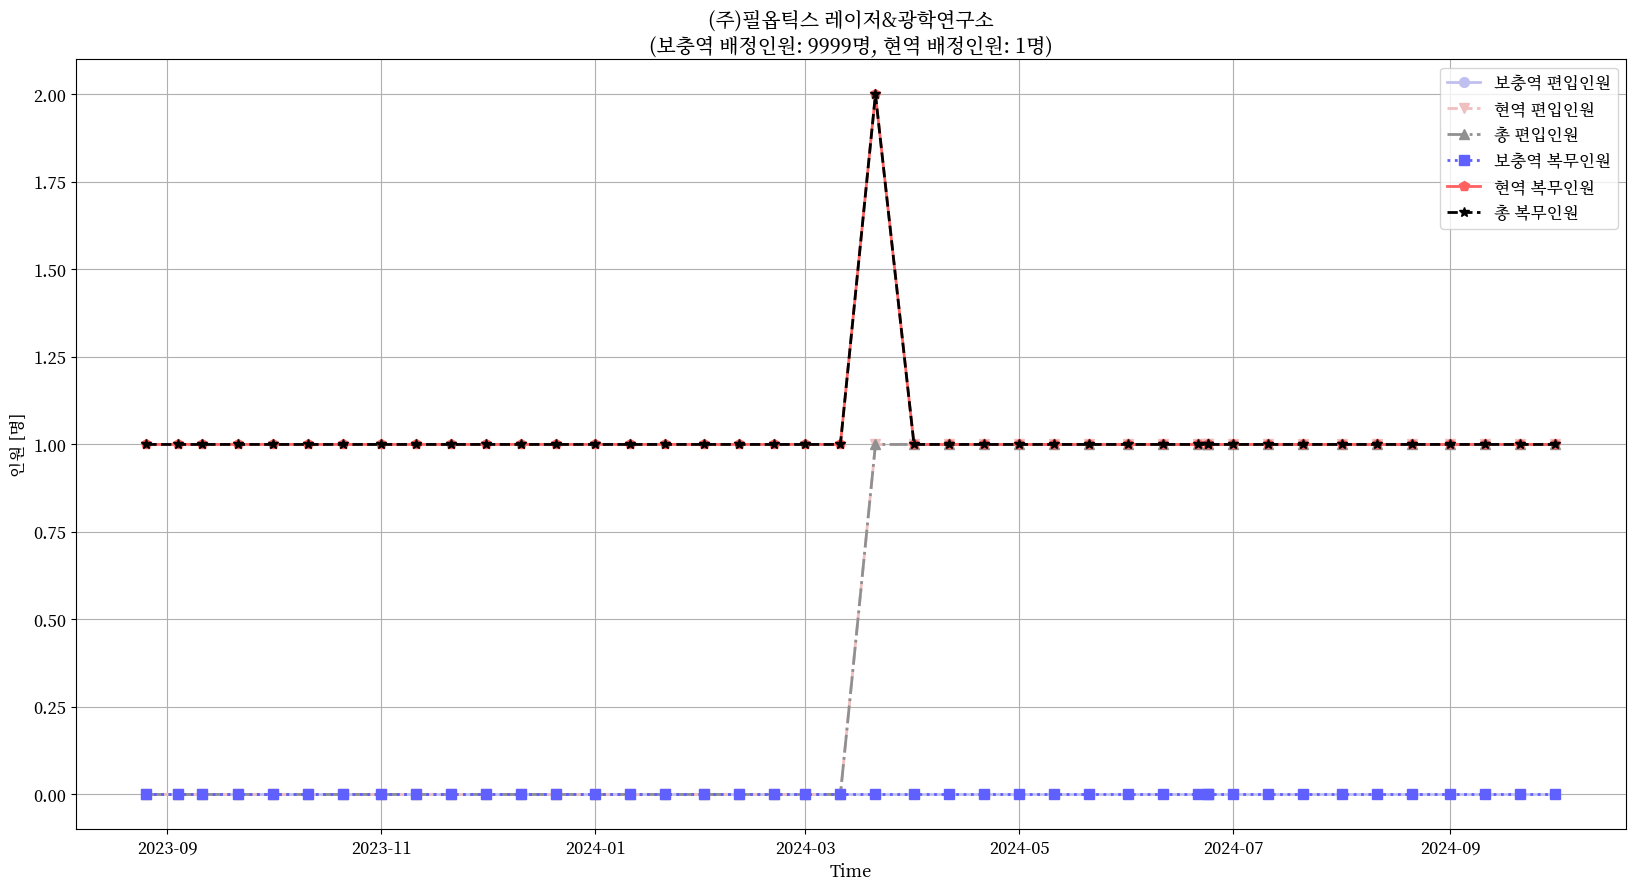 (주)필옵틱스 레이저&광학연구소
(보충역 배정인원: 9999명, 현역 배정인원: 1명)
보충역 편입인원
현역 편입인원
총 편입인원
보충역 복무인원
현역 복무인원
총 복무인원
2.00
1.75
1.50
1.25
1.00
0.75
0.50
0.25
0.00
인원 [명]
2023-09 2023-11 2024-01 2024-03 2024-05 2024-07 2024-09
Time